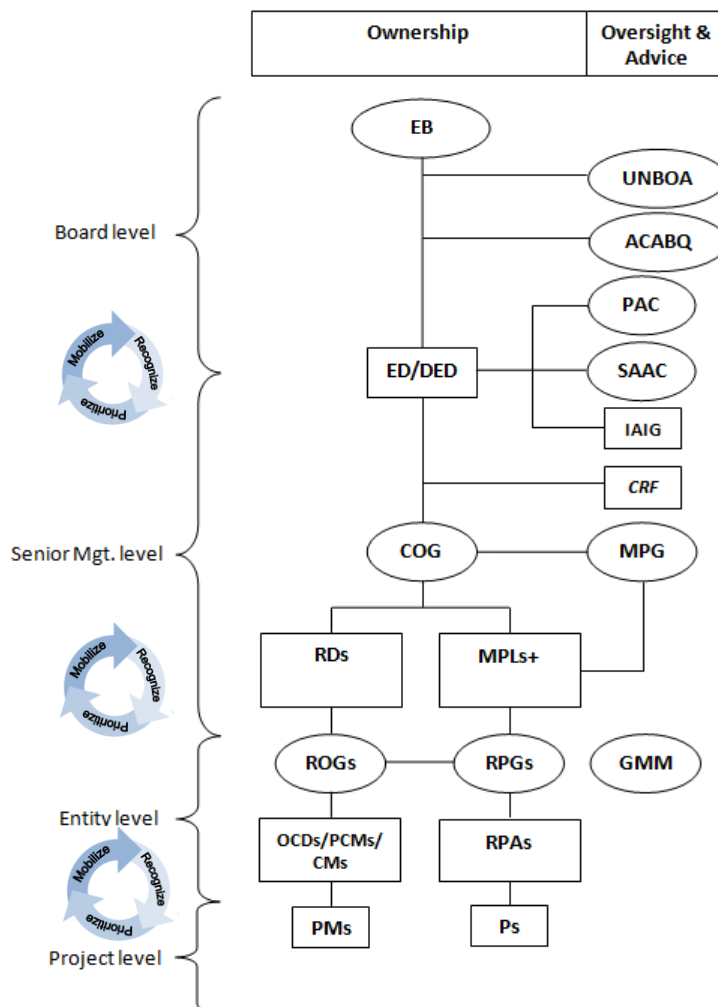 Ownership
Oversight &
Advice
EB
UNBOA
Board level
ACABQ
PAC
Mobilize
Recognize
Prioritize
ED/DED
SAAC
IAIG
CRF
Senior Mgt. level
COG
MPG
RDs
MPLs+
Mobilize
Recognize
Prioritize
ROGs
RPGs
GMM
Entity level
OCDs/PCMs/
CMs
RPAs
Mobilize
Recognize
Prioritize
PMs
Ps
Project level